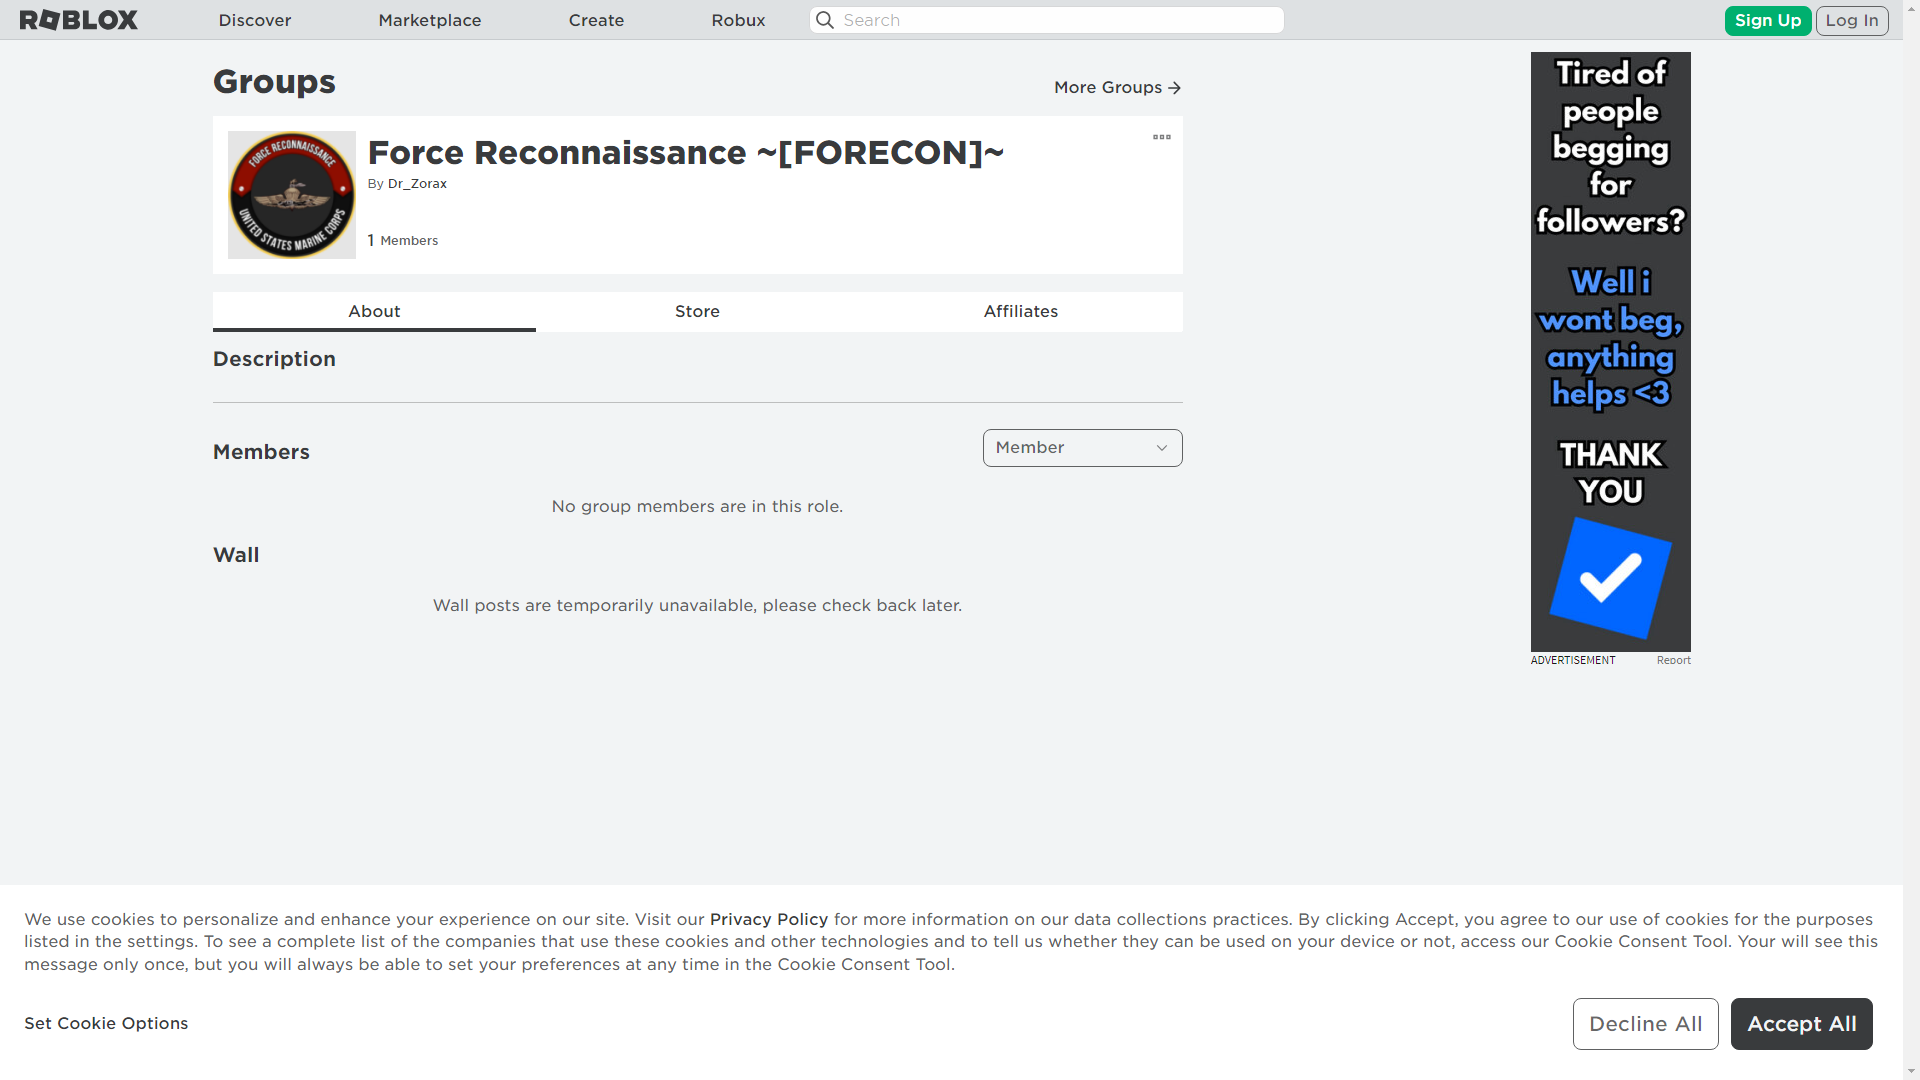 ROBLOX
Discover
Marketplace
Create
Robux
Search
Sign Up
Log In
Groups
More Groups
FORCE RECONNAISSANCE
UNITED STATES MARINE CORPS
Force Reconnaissance ~[FORECON]~
By Dr_Zorax
1 Members
About
Store
Affiliates
Description
Members
Member
No group members are in this role.
Wall
Wall posts are temporarily unavailable, please check back later.
Tired of
people
begging
for
followers?
Well i
wont beg,
anything
helps <3
THANK
YOU
ADVERTISEMENT
Report
We use cookies to personalize and enhance your experience on our site. Visit our Privacy Policy for more information on our data collections practices. By clicking Accept, you agree to our use of cookies for the purposes
listed in the settings. To see a complete list of the companies that use these cookies and other technologies and to tell us whether they can be used on your device or not, access our Cookie Consent Tool. Your will see this
message only once, but you will always be able to set your preferences at any time in the Cookie Consent Tool.
Set Cookie Options
Decline All
Accept All